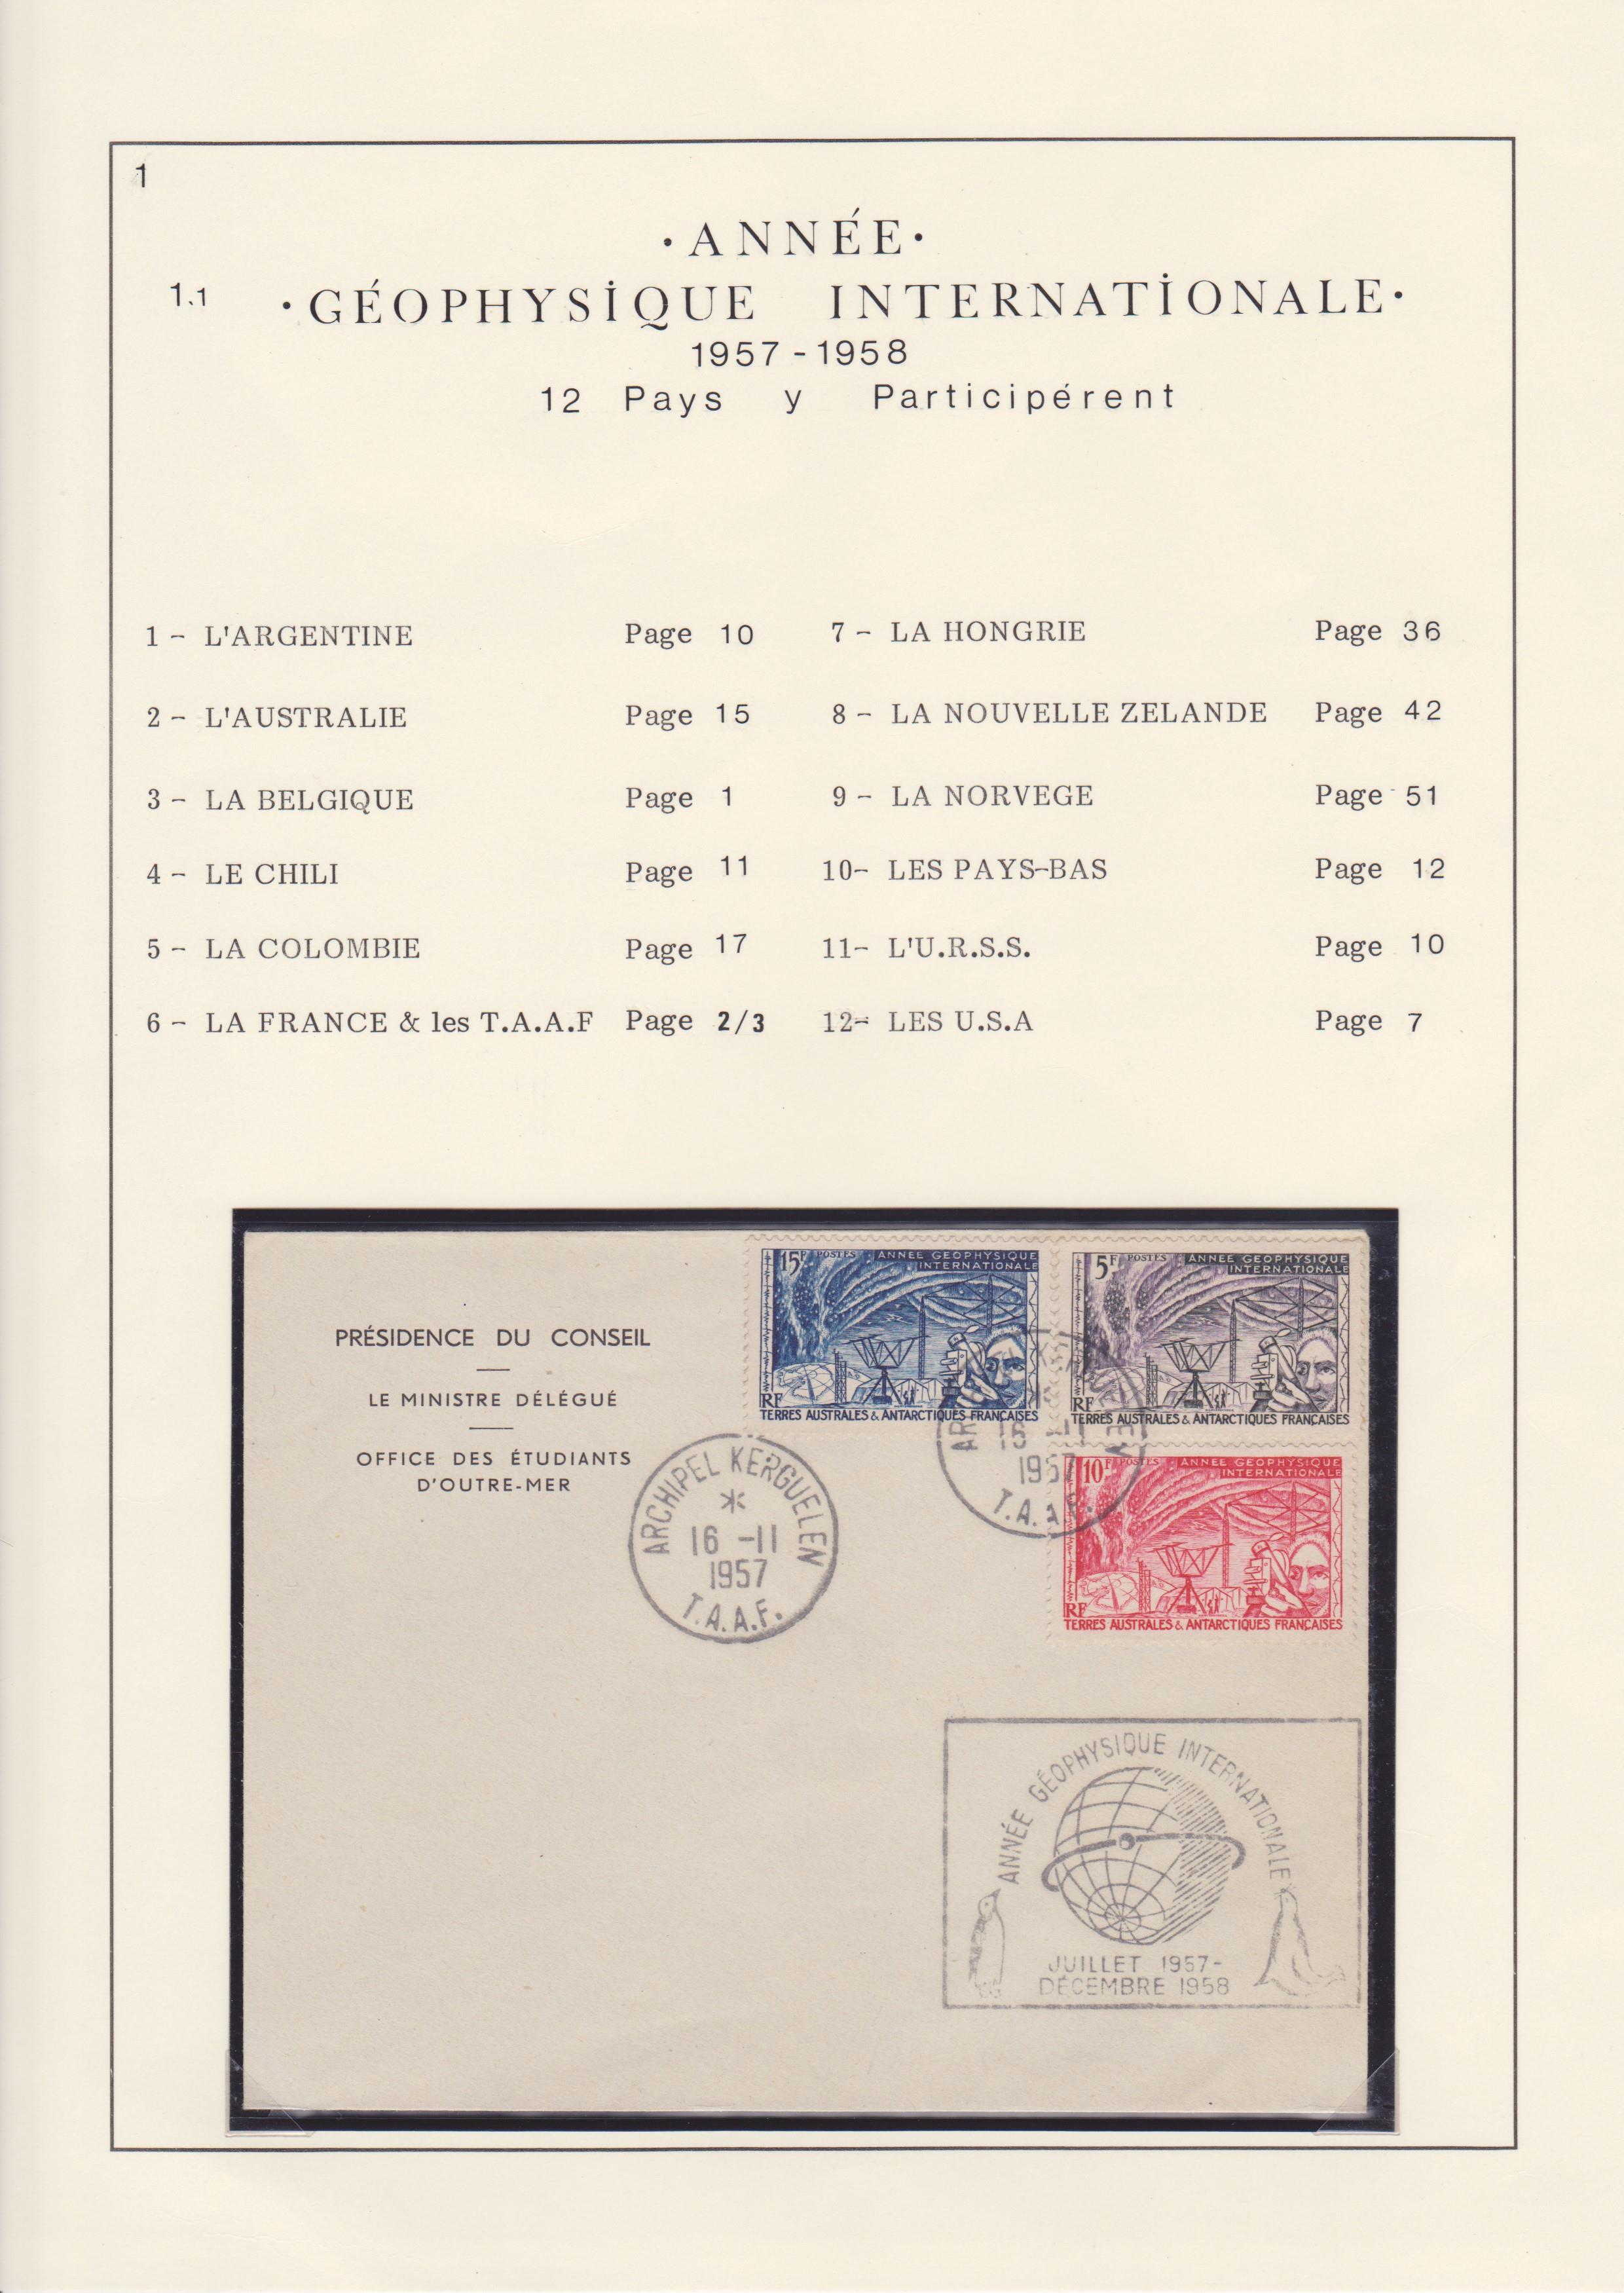 1
·ANNÉE·
1.1 ·GÉOPHYSIQUE INTERNATIONALE·
1957-1958
12 Pays y Participérent
1 - L'ARGENTINE Page 10
2 - L'AUSTRALIE Page 15
3 - LA BELGIQUE Page 1
4 - LE CHILI Page 11
5 - LA COLOMBIE Page 17
6 - LA FRANCE & les T.A.A.F Page 2/3
7 - LA HONGRIE Page 36
8 - LA NOUVELLE ZELANDE Page 42
9 - LA NORVEGE Page 51
10- LES PAYS-BAS Page 12
11- L'U.R.S.S. Page 10
12- LES U.S.A Page 7
PRÉSIDENCE DU CONSEIL
LE MINISTRE DÉLÉGUÉ
OFFICE DES ÉTUDIANTS
D'OUTRE-MER
15F POSTES ANNEE GEOPHYSIQUE
INTERNATIONALE
RF
TERRES AUSTRALES & ANTARCTIQUES FRANÇAISES
5F POSTES ANNEE GEOPHYSIQUE
INTERNATIONALE
RF
TERRES AUSTRALES & ANTARCTIQUES FRANÇAISES
10F POSTES ANNEE GEOPHYSIQUE
INTERNATIONALE
RF
TERRES AUSTRALES & ANTARCTIQUES FRANÇAISES
ARCHIPEL KERGUELEN
16 -11
1957
T.A.A.F.
16 -11
1957
T.A.A.F.
ANNÉE GÉOPHYSIQUE INTERNATIONALE
JUILLET 1957-
DÉCEMBRE 1958